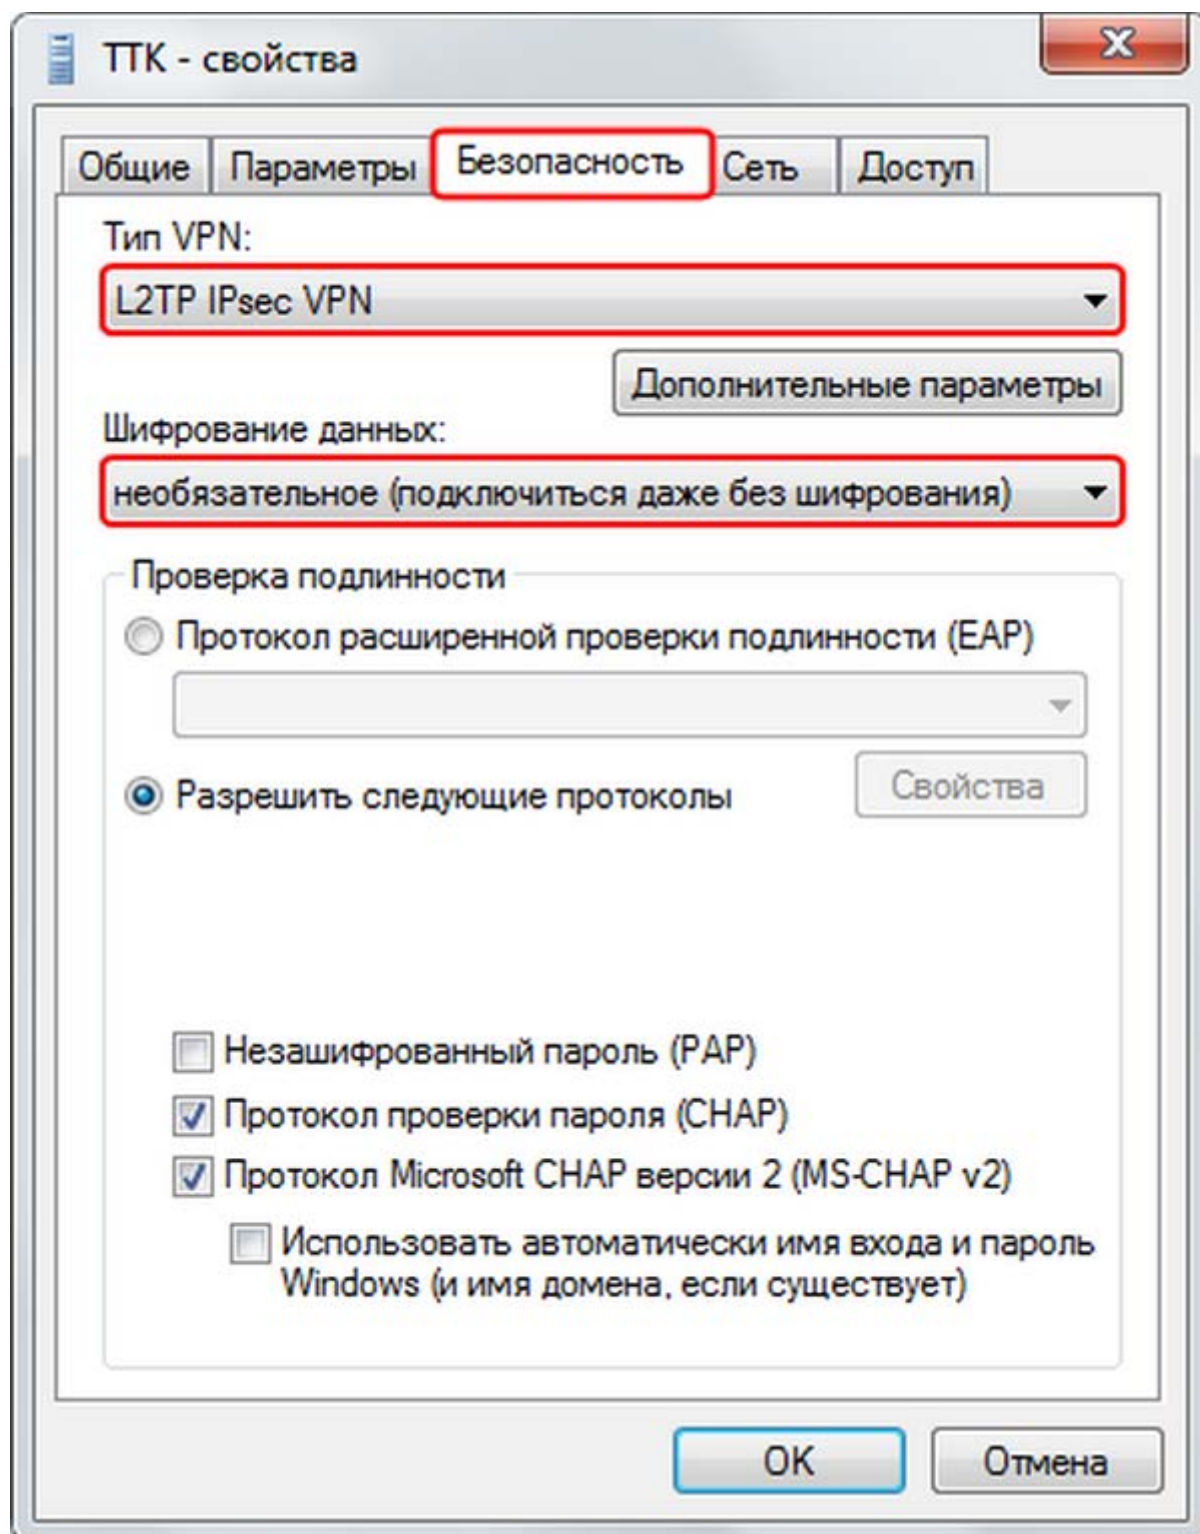 ТТК - свойства
Общие
Параметры
Безопасность
Сеть
Доступ
Тип VPN:
L2TP IPsec VPN
Дополнительные параметры
Шифрование данных:
необязательное (подключиться даже без шифрования)
Проверка подлинности
Протокол расширенной проверки подлинности (EAP)
Разрешить следующие протоколы
Свойства
Незашифрованный пароль (PAP)
Протокол проверки пароля (CHAP)
Протокол Microsoft CHAP версии 2 (MS-CHAP v2)
Использовать автоматически имя входа и пароль
Windows (и имя домена, если существует)
OK
Отмена